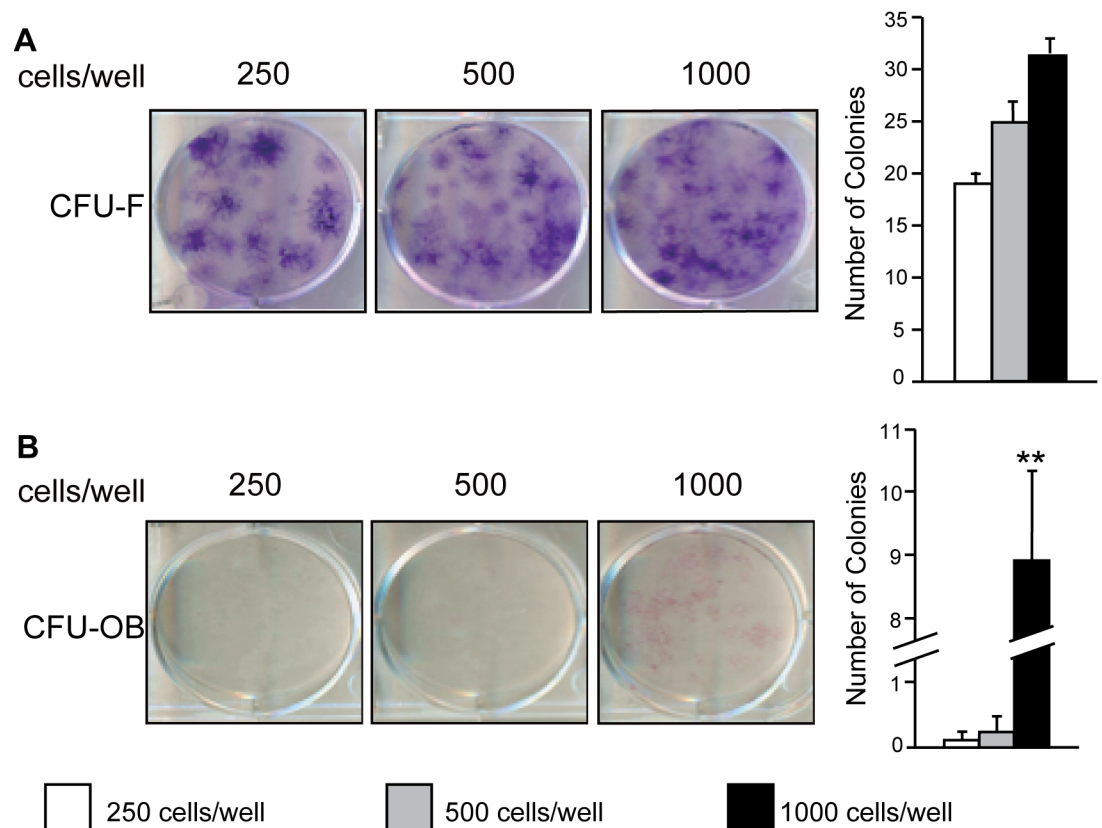 A
cells/well 250 500 1000
CFU-F
Number of Colonies
35
30
25
20
15
10
5
0
B
cells/well 250 500 1000
CFU-OB
Number of Colonies
11
10
9
8
1
0
**
250 cells/well 500 cells/well 1000 cells/well